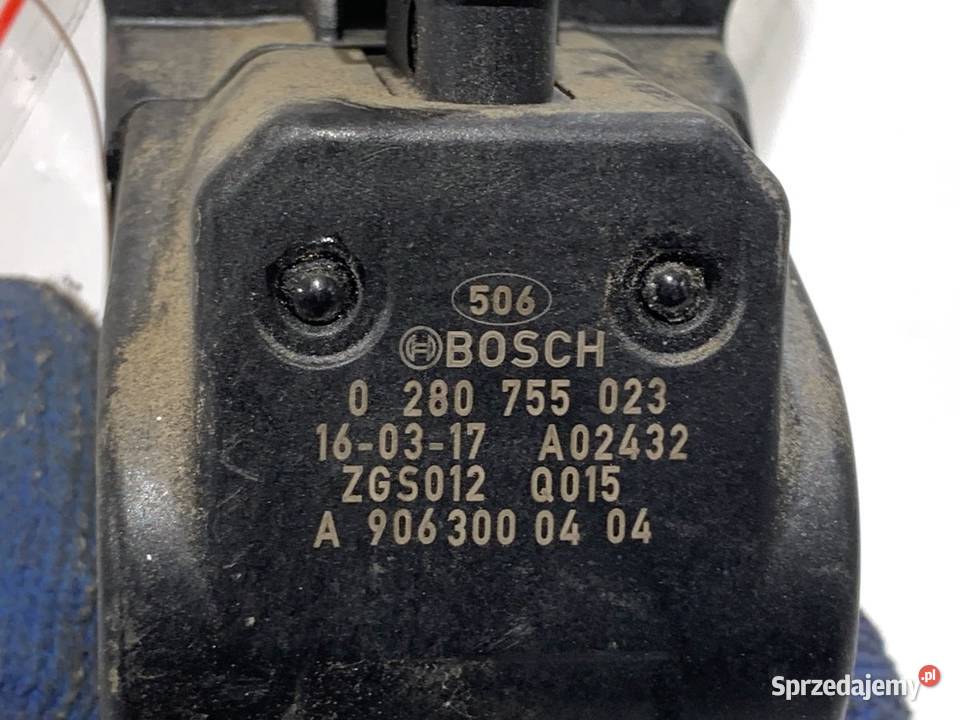 506
BOSCH
0 280 755 023
16-03-17 A02432
ZGS012 Q015
A 906 300 04 04
Sprzedajemy.pl